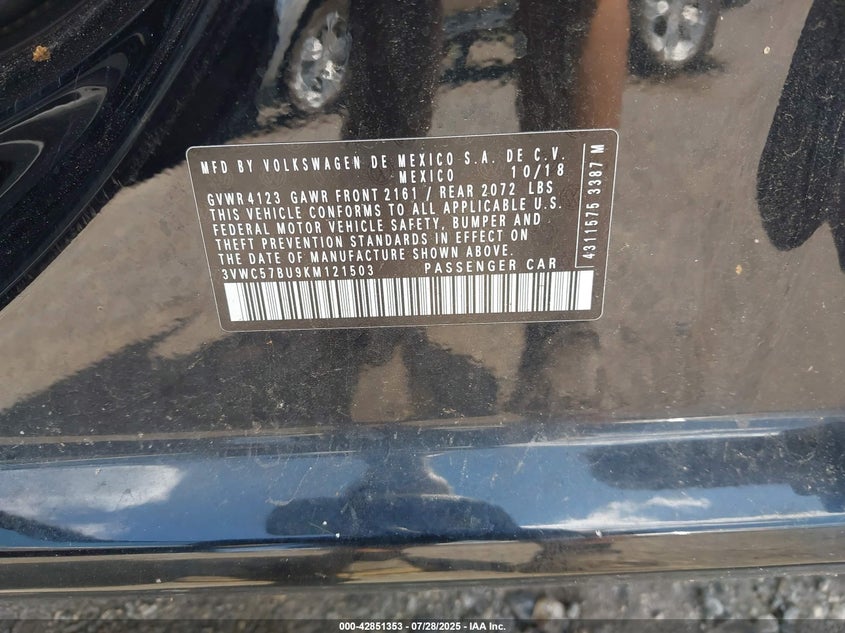 MFD BY VOLKSWAGEN DE MEXICO S.A. DE C.V.
MEXICO 10/18
GVWR4123 GAWR FRONT 2161 / REAR 2072 LBS
THIS VEHICLE CONFORMS TO ALL APPLICABLE U.S.
FEDERAL MOTOR VEHICLE SAFETY, BUMPER AND
THEFT PREVENTION STANDARDS IN EFFECT ON
THE DATE OF MANUFACTURE SHOWN ABOVE.
3VWC57BU9KM121503 PASSENGER CAR
4311575 3387 M
000-42851353 — 07/28/2025 — IAA Inc.